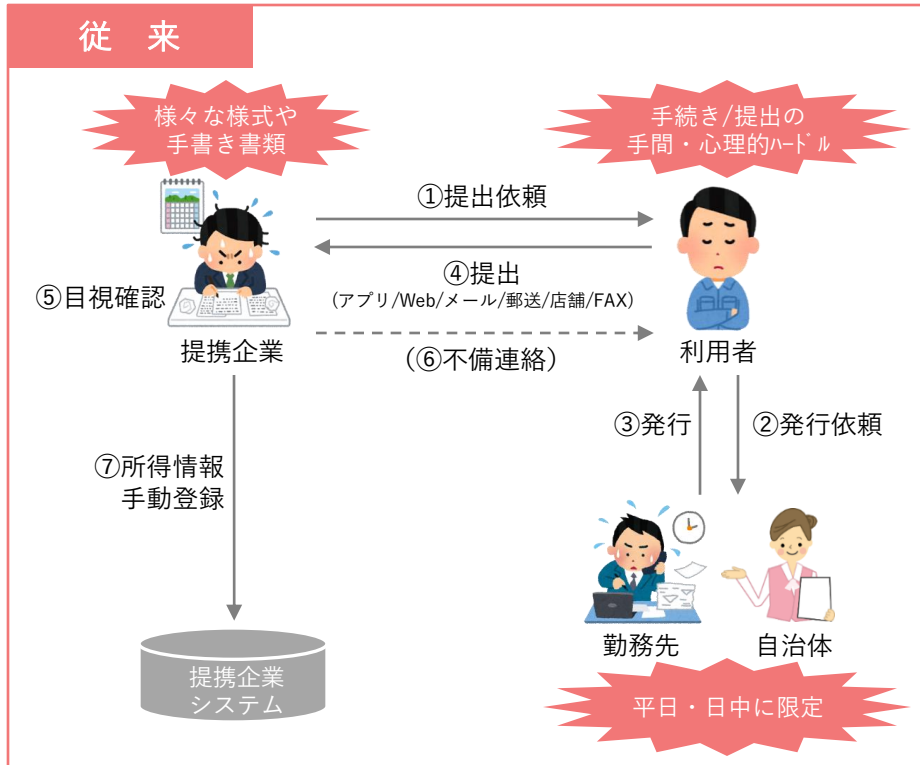 従 来
様々な様式や
手書き書類
手続き/提出の
手間・心理的ﾊｰﾄﾞﾙ
①提出依頼
④提出
(アプリ/Web/メール/郵送/店舗/FAX)
⑤目視確認
提携企業
(⑥不備連絡)
利用者
③発行
②発行依頼
⑦所得情報
手動登録
勤務先
自治体
提携企業
システム
平日・日中に限定